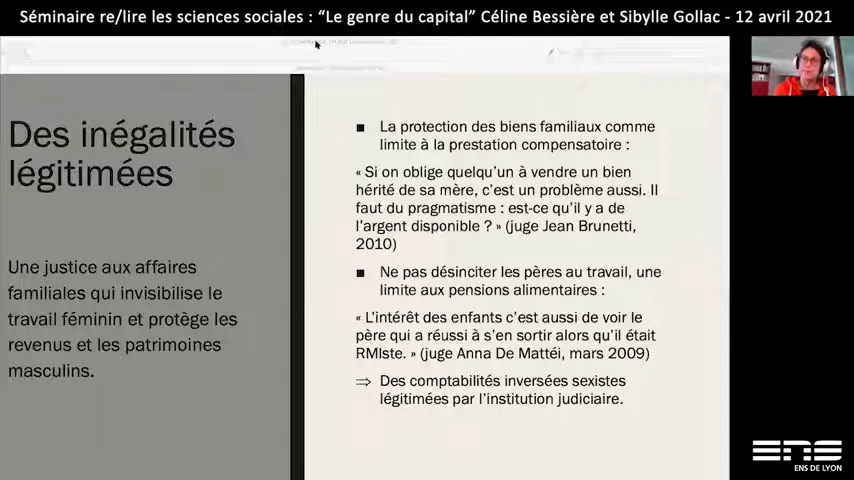 Séminaire re/lire les sciences sociales : “Le genre du capital” Céline Bessière et Sibylle Gollac - 12 avril 2021
Des inégalités
légitimées
Une justice aux affaires
familiales qui invisibilise le
travail féminin et protège les
revenus et les patrimoines
masculins.
■ La protection des biens familiaux comme
limite à la prestation compensatoire :
« Si on oblige quelqu’un à vendre un bien
hérité de sa mère, c’est un problème aussi. Il
faut du pragmatisme : est-ce qu’il y a de
l’argent disponible ? » (juge Jean Brunetti,
2010)
■ Ne pas désinciter les pères au travail, une
limite aux pensions alimentaires :
« L’intérêt des enfants c’est aussi de voir le
père qui a réussi à s’en sortir alors qu’il était
RMIste. » (juge Anna De Mattéi, mars 2009)
⇒ Des comptabilités inversées sexistes
légitimées par l’institution judiciaire.
ENS
ENS DE LYON